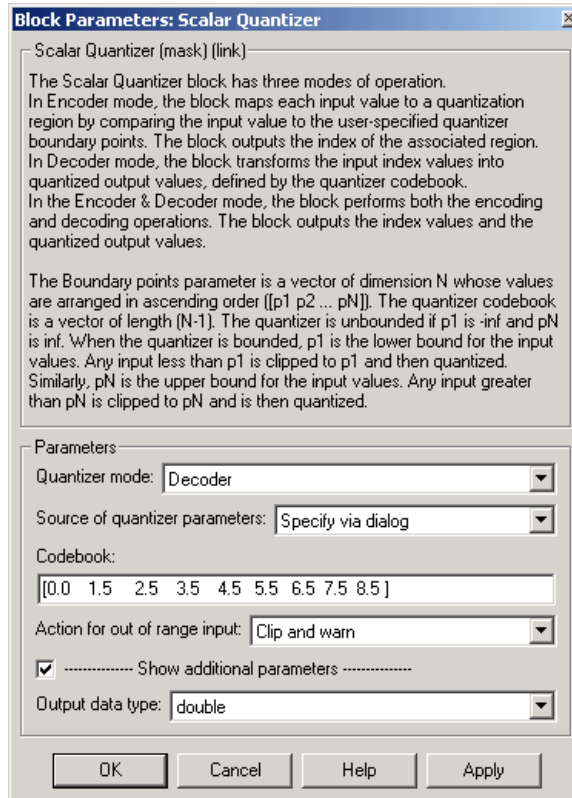 Block Parameters: Scalar Quantizer
Scalar Quantizer (mask) (link)
The Scalar Quantizer block has three modes of operation.
In Encoder mode, the block maps each input value to a quantization
region by comparing the input value to the user-specified quantizer
boundary points. The block outputs the index of the associated region.
In Decoder mode, the block transforms the input index values into
quantized output values, defined by the quantizer codebook.
In the Encoder & Decoder mode, the block performs both the encoding
and decoding operations. The block outputs the index values and the
quantized output values.
The Boundary points parameter is a vector of dimension N whose values
are arranged in ascending order ([p1 p2 ... pN]). The quantizer codebook
is a vector of length (N-1). The quantizer is unbounded if p1 is -inf and pN
is inf. When the quantizer is bounded, p1 is the lower bound for the input
values. Any input less than p1 is clipped to p1 and then quantized.
Similarly, pN is the upper bound for the input values. Any input greater
than pN is clipped to pN and is then quantized.
Parameters
Quantizer mode: Decoder
Source of quantizer parameters: Specify via dialog
Codebook:
[0.0 1.5 2.5 3.5 4.5 5.5 6.5 7.5 8.5 ]
Action for out of range input: Clip and warn
-------------- Show additional parameters --------------
Output data type: double
OK Cancel Help Apply